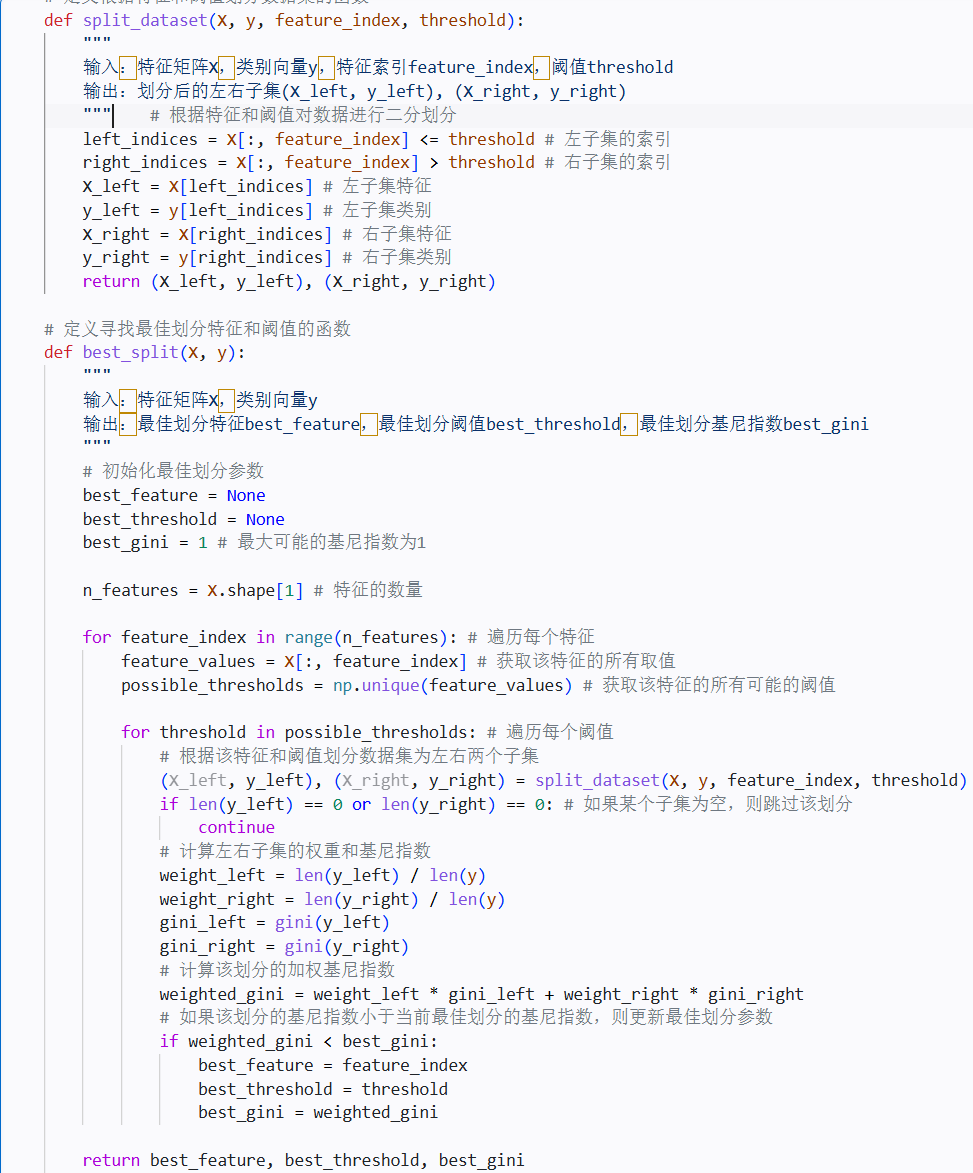 # 定义根据特征和阈值划分数据集的函数
def split_dataset(X, y, feature_index, threshold):
"""
输入：特征矩阵X，类别向量y，特征索引feature_index，阈值threshold
输出：划分后的左右子集(X_left, y_left), (X_right, y_right)
""" # 根据特征和阈值对数据进行二分划分
left_indices = X[:, feature_index] <= threshold # 左子集的索引
right_indices = X[:, feature_index] > threshold # 右子集的索引
X_left = X[left_indices] # 左子集特征
y_left = y[left_indices] # 左子集类别
X_right = X[right_indices] # 右子集特征
y_right = y[right_indices] # 右子集类别
return (X_left, y_left), (X_right, y_right)
# 定义寻找最佳划分特征和阈值的函数
def best_split(X, y):
"""
输入：特征矩阵X，类别向量y
输出：最佳划分特征best_feature，最佳划分阈值best_threshold，最佳划分基尼指数best_gini
"""
# 初始化最佳划分参数
best_feature = None
best_threshold = None
best_gini = 1 # 最大可能的基尼指数为1
n_features = X.shape[1] # 特征的数量
for feature_index in range(n_features): # 遍历每个特征
feature_values = X[:, feature_index] # 获取该特征的所有取值
possible_thresholds = np.unique(feature_values) # 获取该特征的所有可能的阈值
for threshold in possible_thresholds: # 遍历每个阈值
# 根据该特征和阈值划分数据集为左右两个子集
(X_left, y_left), (X_right, y_right) = split_dataset(X, y, feature_index, threshold)
if len(y_left) == 0 or len(y_right) == 0: # 如果某个子集为空，则跳过该划分
continue
# 计算左右子集的权重和基尼指数
weight_left = len(y_left) / len(y)
weight_right = len(y_right) / len(y)
gini_left = gini(y_left)
gini_right = gini(y_right)
# 计算该划分的加权基尼指数
weighted_gini = weight_left * gini_left + weight_right * gini_right
# 如果该划分的基尼指数小于当前最佳划分的基尼指数，则更新最佳划分参数
if weighted_gini < best_gini:
best_feature = feature_index
best_threshold = threshold
best_gini = weighted_gini
return best_feature, best_threshold, best_gini